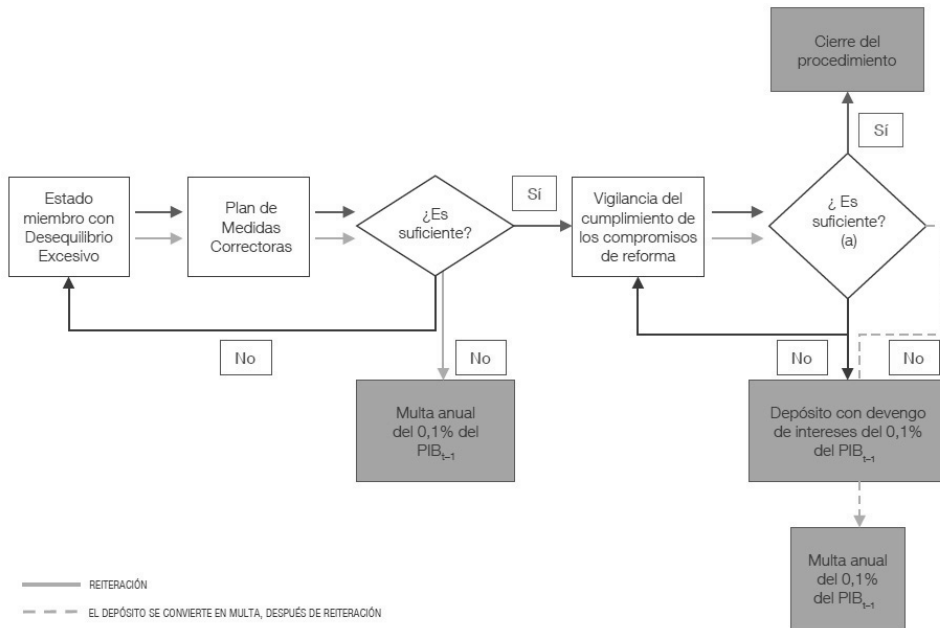 Cierre del
procedimiento
Sí
Estado
miembro con
Desequilibrio
Excesivo
Plan de
Medidas
Correctoras
¿Es
suficiente?
Sí
Vigilancia del
cumplimiento de
los compromisos
de reforma
¿ Es
suficiente?
(a)
No
No
No
No
Multa anual
del 0,1% del
PIBt–1
Depósito con devengo
de intereses del 0,1%
del PIBt–1
Multa anual
del 0,1%
del PIBt–1
REITERACIÓN
EL DEPÓSITO SE CONVIERTE EN MULTA, DESPUÉS DE REITERACIÓN